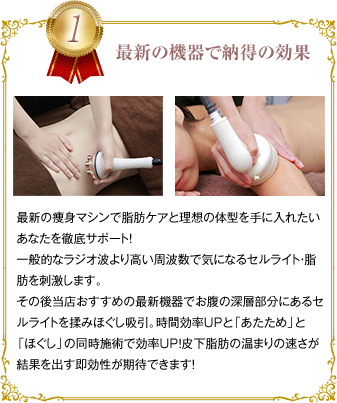 1
最新の機器で納得の効果
最新の痩身マシンで脂肪ケアと理想の体型を手に入れたい
あなたを徹底サポート!
一般的なラジオ波より高い周波数で気になるセルライト・脂
肪を刺激します。
その後当店おすすめの最新機器でお腹の深層部分にあるセ
ルライトを揉みほぐし吸引。時間効率UPと「あたため」と
「ほぐし」の同時施術で効率UP!皮下脂肪の温まりの速さが
結果を出す即効性が期待できます!